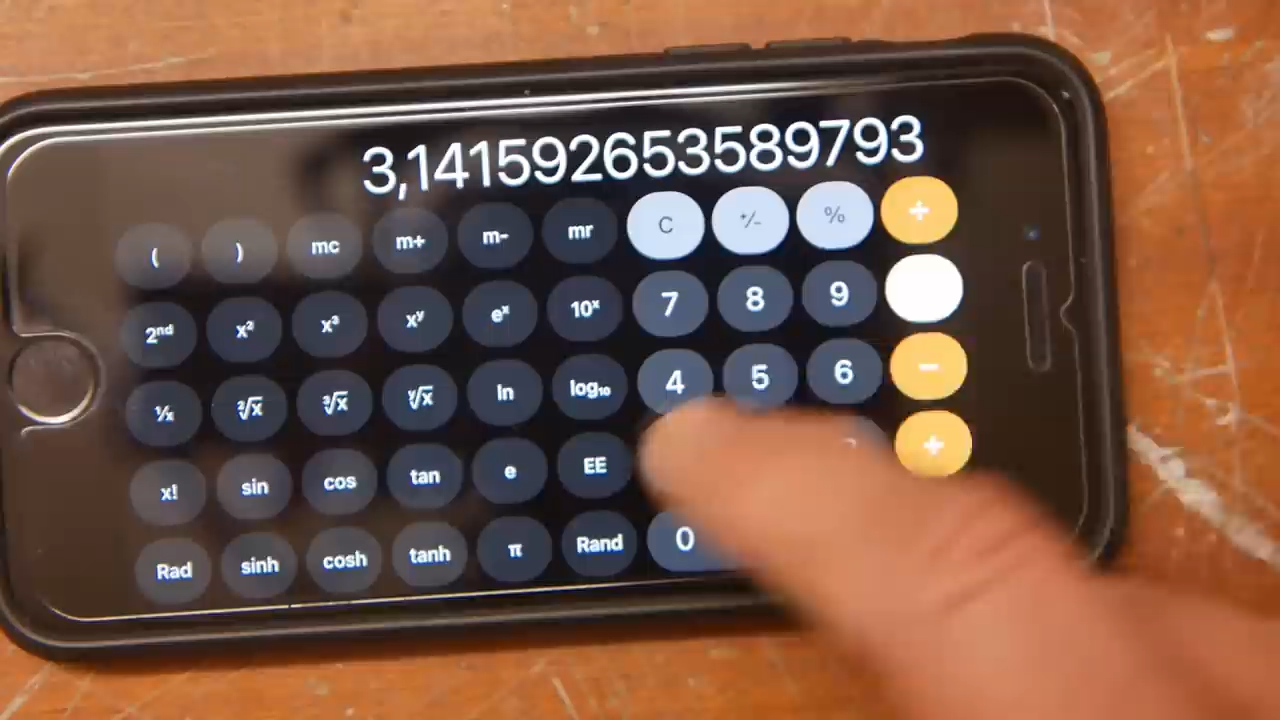 3,141592653589793
( ) mc m+ m- mr C +/- % ÷
2nd x² x³ xʸ eˣ 10ˣ 7 8 9
¹/x ²√x ³√x ʸ√x ln log₁₀ 4 5 6 −
x! sin cos tan e EE +
Rad sinh cosh tanh π Rand 0